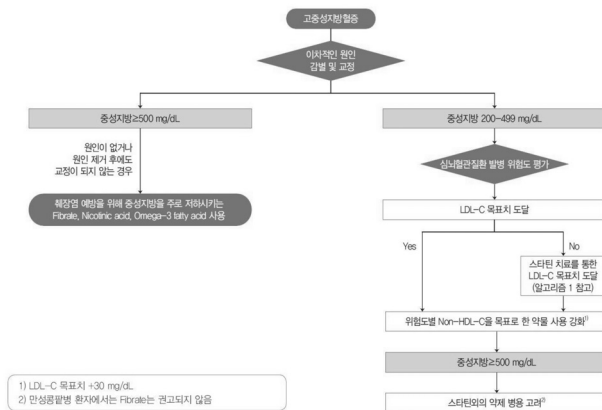 고중성지방혈증
이차적인 원인
감별 및 교정
중성지방≥500 mg/dL
원인이 없거나
원인 제거 후에도
교정이 되지 않는 경우
췌장염 예방을 위해 중성지방을 주로 저하시키는
Fibrate, Nicolinic acid, Omega-3 fatty acid 사용
중성지방 200-499 mg/dL
심뇌혈관질환 발병 위험도 평가
LDL-C 목표치 도달
Yes
No
스타틴 치료를 통한
LDL-C 목표치 도달
(알고리즘 1 참고)
위험도별 Non-HDL-C을 목표로 한 약물 사용 강화1)
중성지방≥500 mg/dL
스타틴외의 약제 병용 고려2)
1) LDL-C 목표치 +30 mg/dL
2) 만성콩팥병 환자에서는 Fibrate는 권고되지 않음